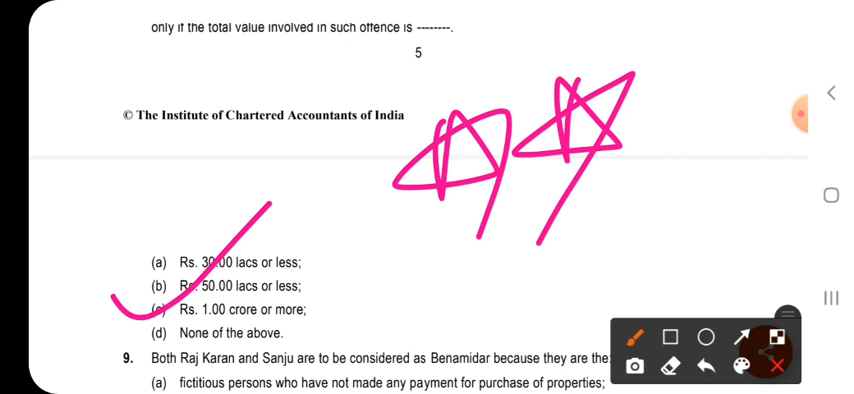 only if the total value involved in such offence is --------.
5
© The Institute of Chartered Accountants of India
(a) Rs. 30.00 lacs or less;
(b) Rs. 50.00 lacs or less;
(c) Rs. 1.00 crore or more;
(d) None of the above.
9. Both Raj Karan and Sanju are to be considered as Benamidar because they are the
(a) fictitious persons who have not made any payment for purchase of properties;